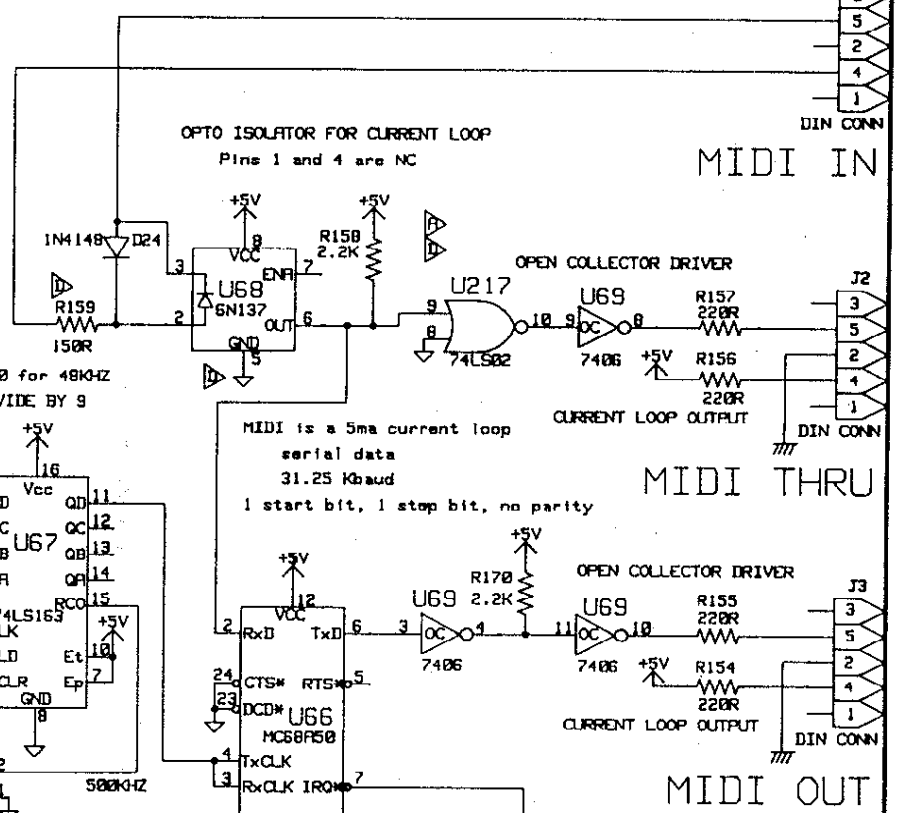 5
2
4
1
DIN CONN
MIDI IN
OPTO ISOLATOR FOR CURRENT LOOP
Pins 1 and 4 are NC
+5V
+5V
1N4148
D24
8
VCC
R158
2.2K
A
D
3
ENA
7
U68
6N137
OUT
6
2
GND
5
D
D
R159
150R
OPEN COLLECTOR DRIVER
U217
9
8
10
74LS02
U69
9
OC
8
7406
R157
220R
+5V
R156
220R
CURRENT LOOP OUTPUT
J2
3
5
2
4
1
DIN CONN
MIDI THRU
0 for 48KHZ
VIDE BY 9
+5V
MIDI is a 5ma current loop
serial data
31.25 Kbaud
1 start bit, 1 stop bit, no parity
16
Vcc
D
QD
11
C
QC
12
U67
B
QB
13
A
QA
14
RCO
15
74LS163
LK
+5V
LD
Et
10
CLR
Ep
7
GND
8
500KHZ
2
1
+5V
12
VCC
2
RxD
TxD
6
24
CTS*
RTS*
5
23
DCD*
U66
MC68A50
4
TxCLK
3
RxCLK
IRQ*
7
U69
3
OC
4
7406
+5V
R170
2.2K
OPEN COLLECTOR DRIVER
U69
11
OC
10
7406
R155
220R
+5V
R154
220R
CURRENT LOOP OUTPUT
J3
3
5
2
4
1
DIN CONN
MIDI OUT